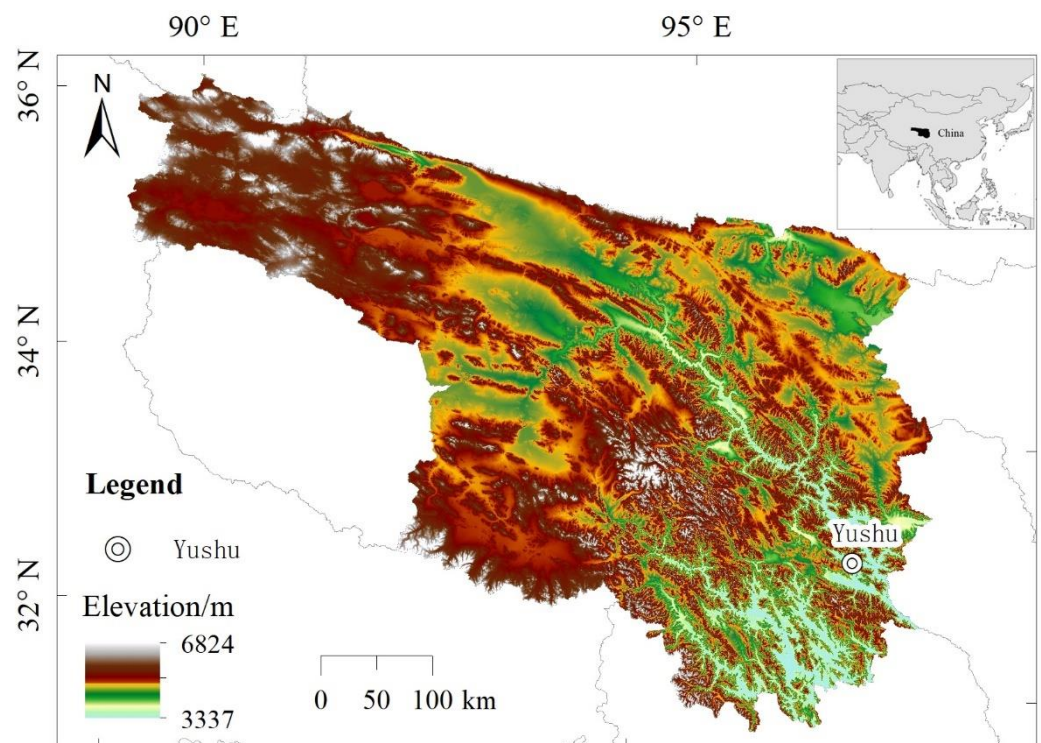 90° E
95° E
36° N
34° N
32° N
N
China
Legend
Yushu
Elevation/m
6824
3337
0 50 100 km
Yushu